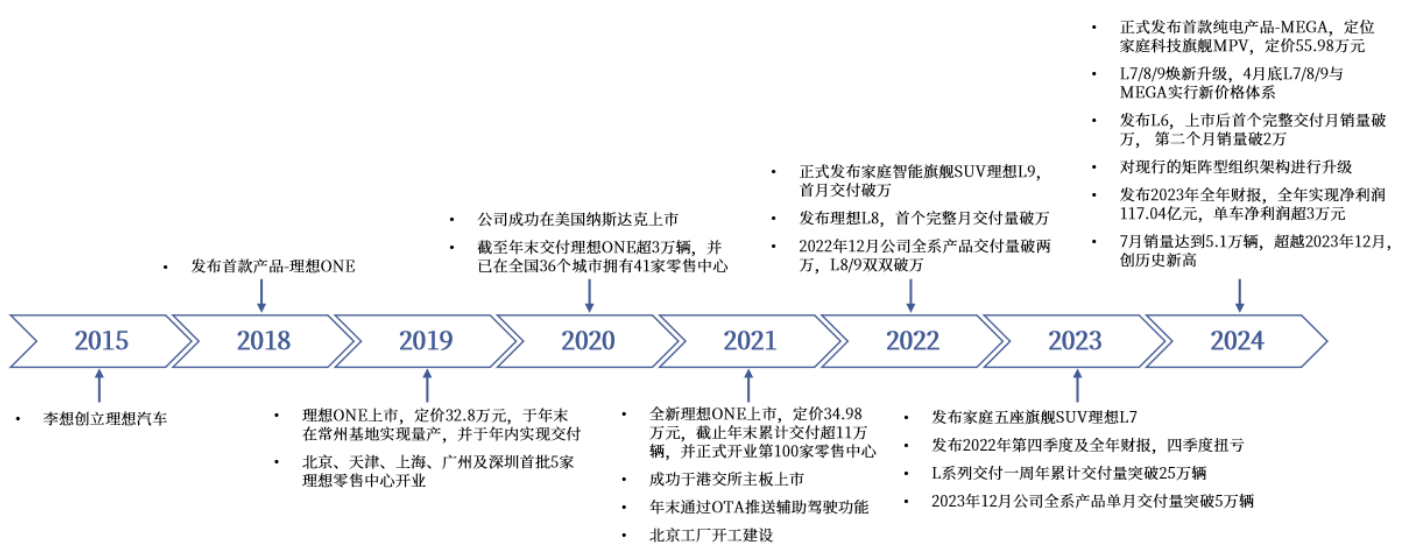 2015
• 李想创立理想汽车
2018
• 发布首款产品-理想ONE
2019
• 理想ONE上市，定价32.8万元，于年末
在常州基地实现量产，并于年内实现交付
• 北京、天津、上海、广州及深圳首批5家
理想零售中心开业
2020
• 公司成功在美国纳斯达克上市
• 截至年末交付理想ONE超3万辆，并
已在全国36个城市拥有41家零售中心
2021
• 全新理想ONE上市，定价34.98
万元，截止年末累计交付超11万
辆，并正式开业第100家零售中心
• 成功于港交所主板上市
• 年末通过OTA推送辅助驾驶功能
• 北京工厂开工建设
2022
• 正式发布家庭智能旗舰SUV理想L9，
首月交付破万
• 发布理想L8，首个完整月交付量破万
• 2022年12月公司全系产品交付量破两
万，L8/9双双破万
2023
• 发布家庭五座旗舰SUV理想L7
• 发布2022年第四季度及全年财报，四季度扭亏
• L系列交付一周年累计交付量突破25万辆
• 2023年12月公司全系产品单月交付量突破5万辆
2024
• 正式发布首款纯电产品-MEGA，定位
家庭科技旗舰MPV，定价55.98万元
• L7/8/9焕新升级，4月底L7/8/9与
MEGA实行新价格体系
• 发布L6，上市后首个完整交付月销量破
万， 第二个月销量破2万
• 对现行的矩阵型组织架构进行升级
• 发布2023年全年财报，全年实现净利润
117.04亿元，单车净利润超3万元
• 7月销量达到5.1万辆，超越2023年12月，
创历史新高